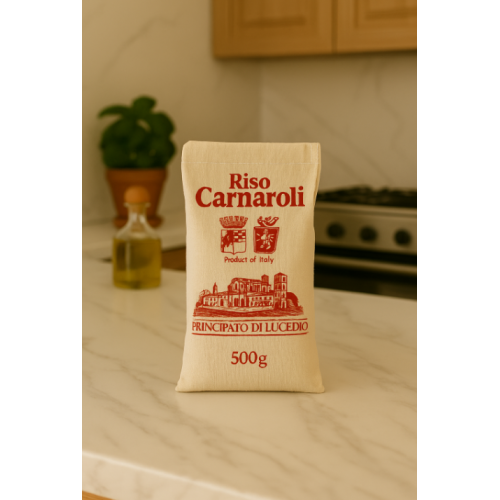 Riso
Carnaroli
Product of Italy
PRINCIPATO DI LUCEDIO
500g